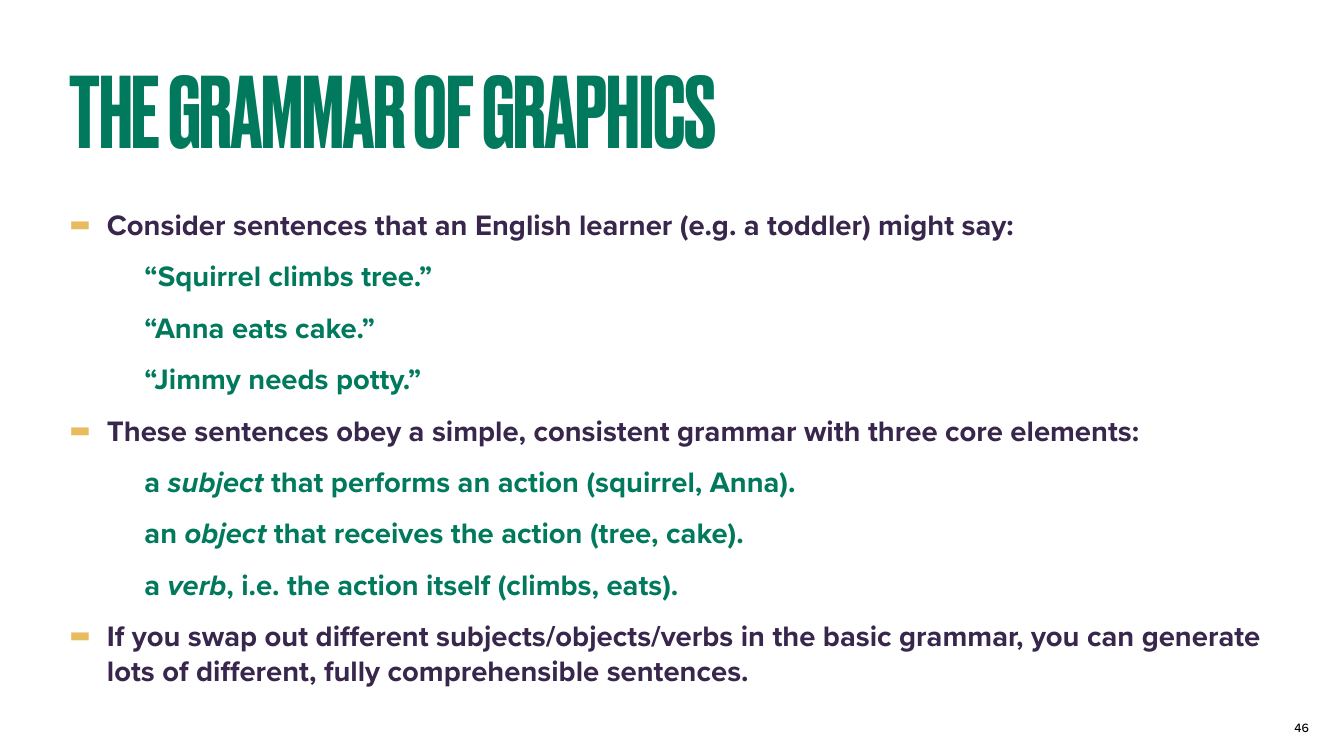 THE GRAMMAR OF GRAPHICS
Consider sentences that an English learner (e.g. a toddler) might say:
“Squirrel climbs tree.”
“Anna eats cake.”
“Jimmy needs potty.”
These sentences obey a simple, consistent grammar with three core elements:
a subject that performs an action (squirrel, Anna).
an object that receives the action (tree, cake).
a verb, i.e. the action itself (climbs, eats).
If you swap out different subjects/objects/verbs in the basic grammar, you can generate
lots of different, fully comprehensible sentences.
46